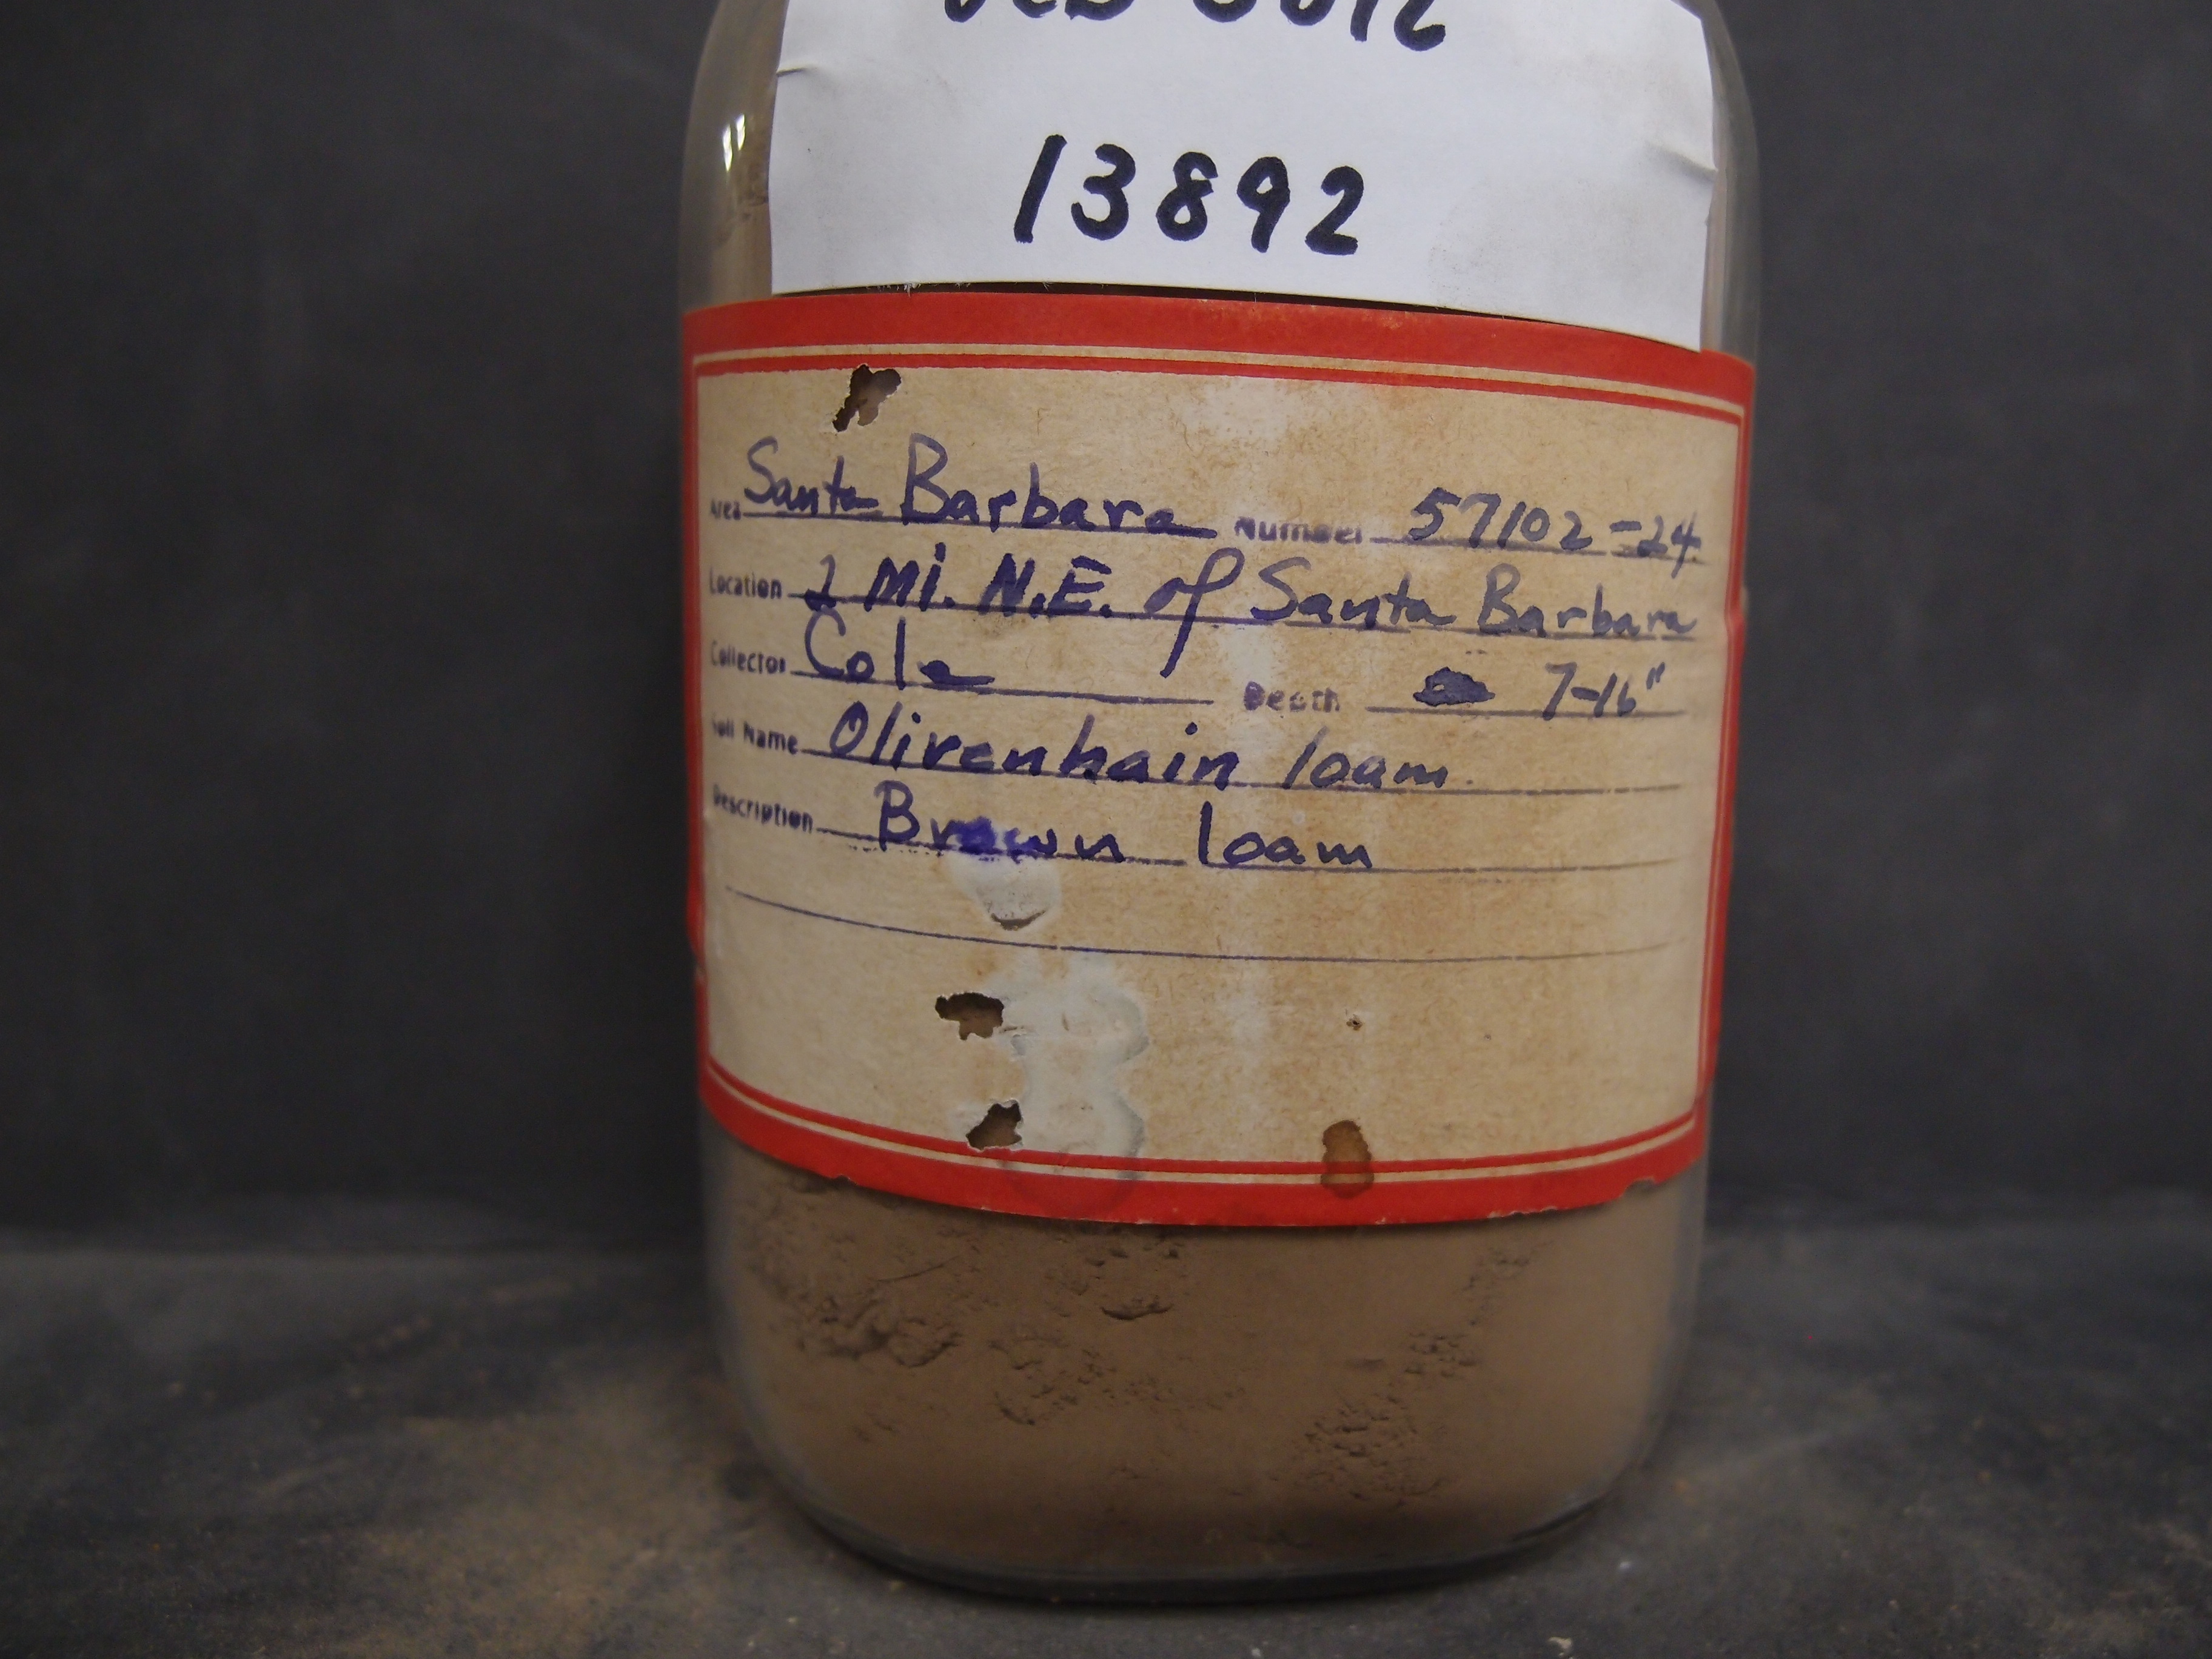 13892
Area Santa Barbara Number 57102-24
Location 2 Mi. N.E. of Santa Barbara
Collector Cole Depth 7-16"
Soil Name Olivenhain loam
Description Brown loam